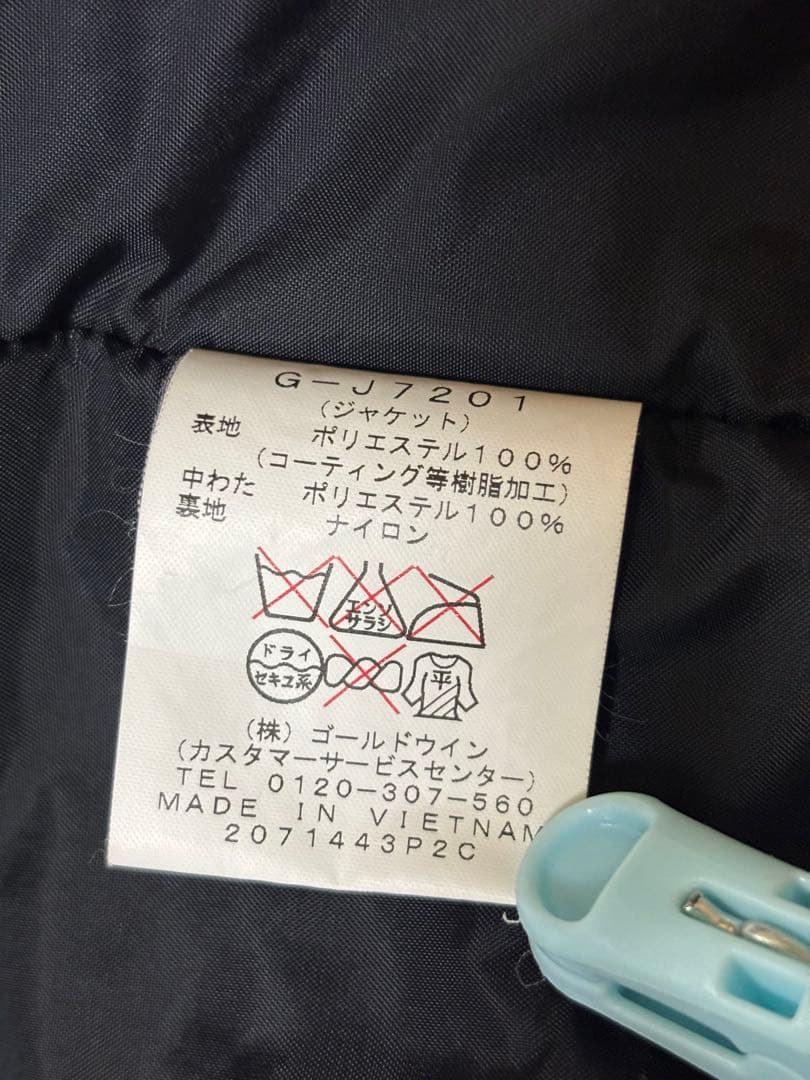 G-J7201
(ジャケット)
表地 ポリエステル100%
(コーティング等樹脂加工)
中わた ポリエステル100%
裏地 ナイロン
エンソ
サラシ
ドライ
セキユ系
平
(株)ゴールドウイン
(カスタマーサービスセンター)
TEL 0120-307-560
MADE IN VIETNAM
2071443P2C